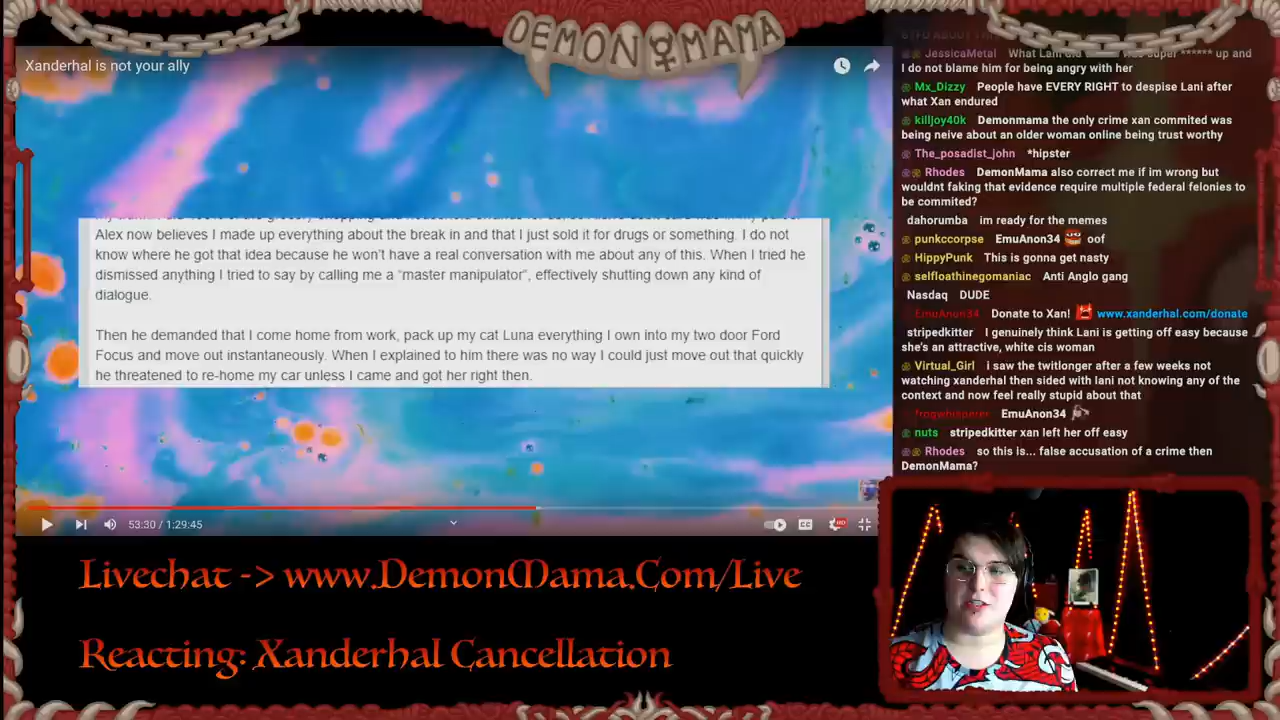 DEMON MAMA
Xanderhal is not your ally
Alex now believes I made up everything about the break in and that I just sold it for drugs or something. I do not
know where he got that idea because he won't have a real conversation with me about any of this. When I tried he
dismissed anything I tried to say by calling me a "master manipulator", effectively shutting down any kind of
dialogue.
Then he demanded that I come home from work, pack up my cat Luna everything I own into my two door Ford
Focus and move out instantaneously. When I explained to him there was no way I could just move out that quickly
he threatened to re-home my car unless I came and got her right then.
53:30 / 1:29:45
CC
HD
Livechat -> www.DemonMama.Com/Live
Reacting: Xanderhal Cancellation
JessicaMetal What Lani did was super ****** up and
I do not blame him for being angry with her
Mx_Dizzy People have EVERY RIGHT to despise Lani after
what Xan endured
killjoy40k Demonmama the only crime xan commited was
being neive about an older woman online being trust worthy
The_posadist_john *hipster
Rhodes DemonMama also correct me if im wrong but
wouldnt faking that evidence require multiple federal felonies to
be commited?
dahorumba im ready for the memes
punkccorpse EmuAnon34 oof
HippyPunk This is gonna get nasty
selfloathinegomaniac Anti Anglo gang
Nasdaq DUDE
EmuAnon34 Donate to Xan! www.xanderhal.com/donate
stripedkitter I genuinely think Lani is getting off easy because
she's an attractive, white cis woman
Virtual_Girl i saw the twitlonger after a few weeks not
watching xanderhal then sided with lani not knowing any of the
context and now feel really stupid about that
frogwhisperer EmuAnon34
nuts stripedkitter xan left her off easy
Rhodes so this is... false accusation of a crime then
DemonMama?